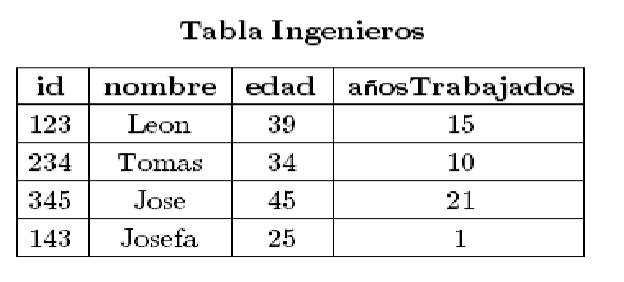 Tabla Ingenieros
id nombre edad añosTrabajados
123 Leon 39 15
234 Tomas 34 10
345 Jose 45 21
143 Josefa 25 1